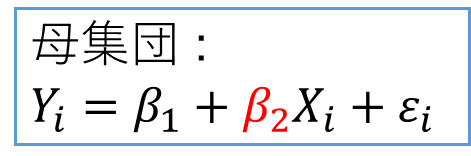 母集団：
Yᵢ = β₁ + β₂Xᵢ + εᵢ